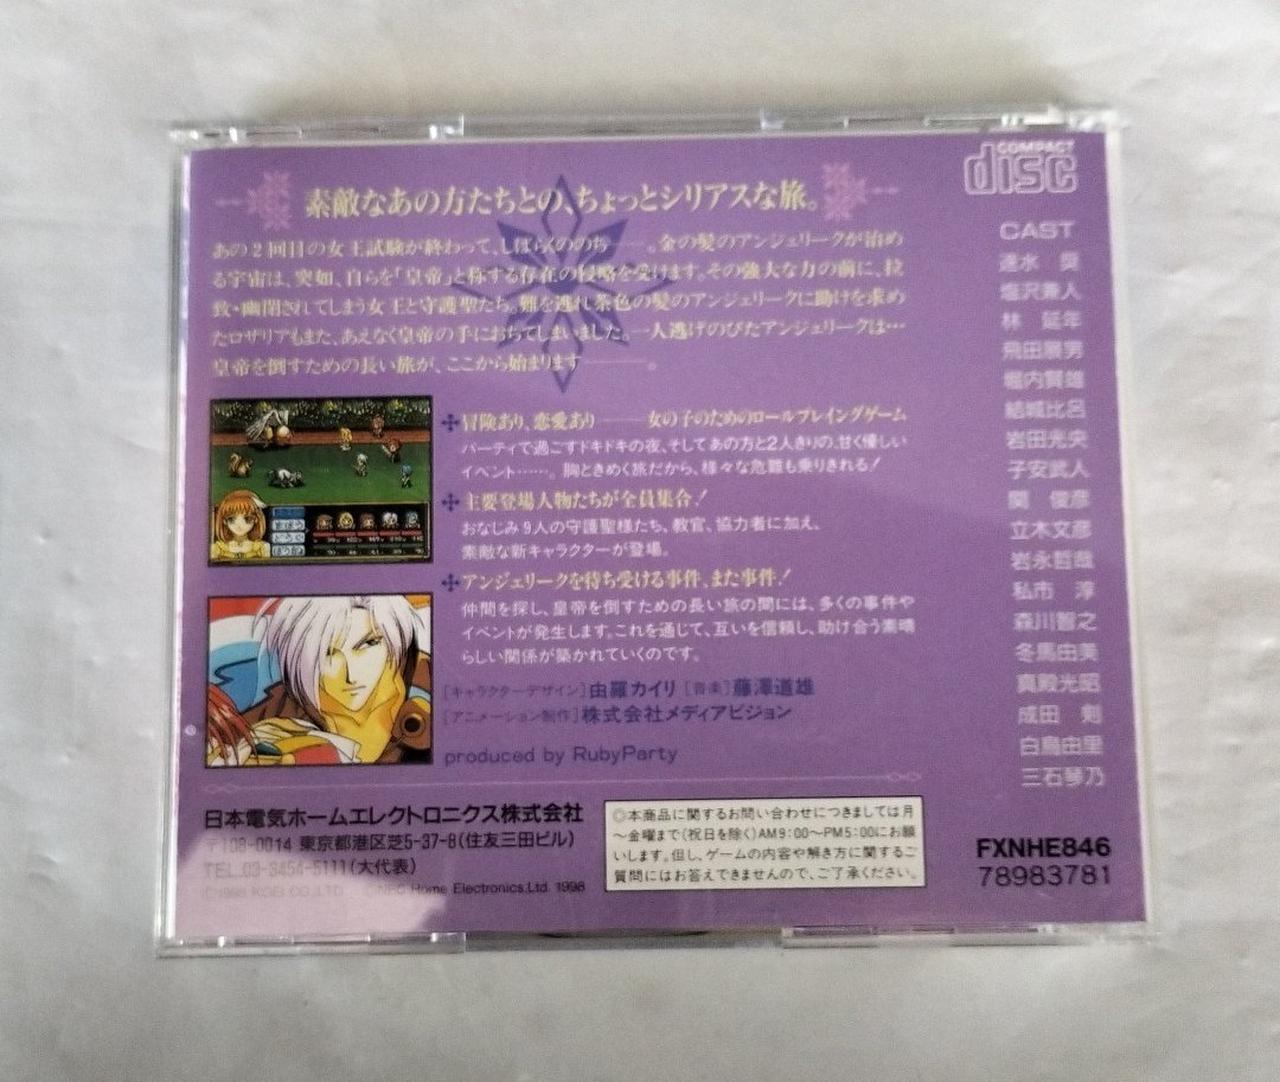 COMPACT
disc
素敵なあの方たちとの、ちょっとシリアスな旅。
あの2回目の女王試験が終わって、しばらくののち――。金の髪のアンジェリークが治め
る宇宙は、突如、自らを「皇帝」と称する存在の侵略を受けます。その強大な力の前に、拉
致・幽閉されてしまう女王と守護聖たち。難を逃れ茶色の髪のアンジェリークに助けを求め
たロザリアもまた、あえなく皇帝の手におちてしまいました。一人逃げのびたアンジェリークは…
皇帝を倒すための長い旅が、ここから始まります――。
冒険あり、恋愛あり――女の子のためのロールプレイングゲーム
パーティで過ごすドキドキの夜、そしてあの方と2人きりの、甘く優しい
イベント……。胸ときめく旅だから、様々な危難も乗りきれる!
主要登場人物たちが全員集合!
おなじみ9人の守護聖様たち、教官、協力者に加え、
素敵な新キャラクターが登場。
アンジェリークを待ち受ける事件、また事件!
仲間を探し、皇帝を倒すための長い旅の間には、多くの事件や
イベントが発生します。これを通じて、互いを信頼し、助け合う素晴
らしい関係が築かれていくのです。
[キャラクターデザイン]由羅カイリ [音楽]藤澤道雄
[アニメーション制作]株式会社メディアビジョン
produced by RubyParty
CAST
速水 奨
塩沢兼人
林 延年
飛田展男
堀内賢雄
結城比呂
岩田光央
子安武人
関 俊彦
立木文彦
岩永哲哉
私市 淳
森川智之
冬馬由美
真殿光昭
成田 剣
白鳥由里
三石琴乃
日本電気ホームエレクトロニクス株式会社
〒108-0014 東京都港区芝5-37-8(住友三田ビル)
TEL.03-3454-5111(大代表)
©1998 KOEI CO.,LTD. ©NEC Home Electronics,Ltd. 1998
◎本商品に関するお問い合わせにつきましては月
〜金曜まで(祝日を除く)AM9:00〜PM5:00にお願
いします。但し、ゲームの内容や解き方に関するご
質問にはお答えできませんので、ご了承ください。
FXNHE846
78983781